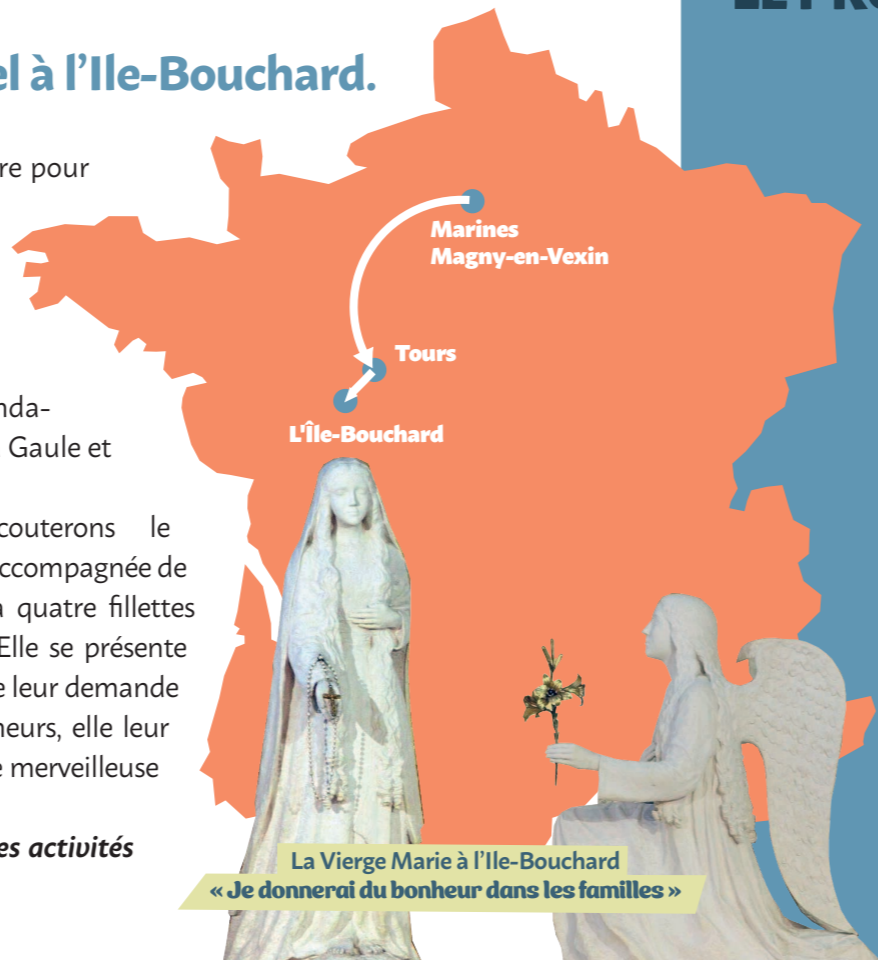 el à l’Ile-Bouchard.
re pour
nda-
Gaule et
couterons le
ccompagnée de
quatre fillettes
Elle se présente
leur demande
neurs, elle leur
merveilleuse
es activités
Marines
Magny-en-Vexin
Tours
L'Île-Bouchard
La Vierge Marie à l’Ile-Bouchard
« Je donnerai du bonheur dans les familles »